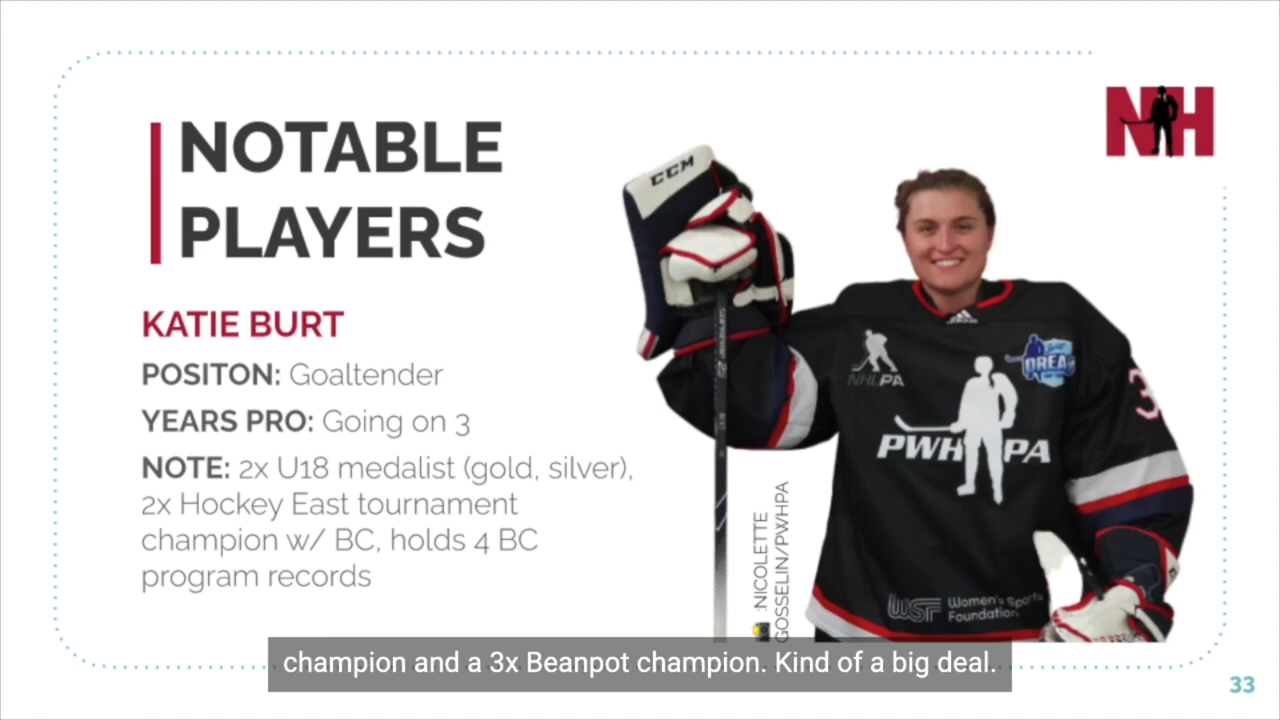 NOTABLE
PLAYERS
NH
KATIE BURT
POSITON: Goaltender
YEARS PRO: Going on 3
NOTE: 2x U18 medalist (gold, silver),
2x Hockey East tournament
champion w/ BC, holds 4 BC
program records
CCM
NHLPA
DREA
3
PWHPA
WSF Women's Sports
Foundation
:NICOLETTE
GOSSELIN/PWHPA
champion and a 3x Beanpot champion. Kind of a big deal.
33